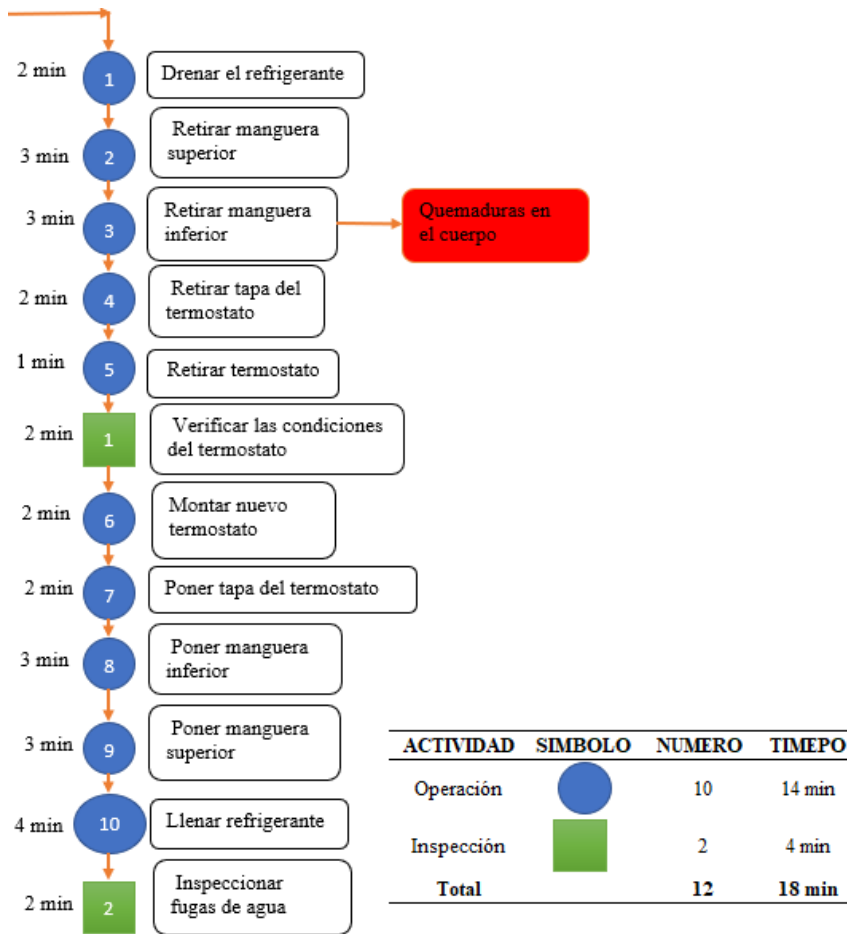 2 min 1 Drenar el refrigerante
3 min 2 Retirar manguera
superior
3 min 3 Retirar manguera
inferior
Quemaduras en
el cuerpo
2 min 4 Retirar tapa del
termostato
1 min 5 Retirar termostato
2 min 1 Verificar las condiciones
del termostato
2 min 6 Montar nuevo
termostato
2 min 7 Poner tapa del termostato
3 min 8 Poner manguera
inferior
3 min 9 Poner manguera
superior
4 min 10 Llenar refrigerante
2 min 2 Inspeccionar
fugas de agua
ACTIVIDAD SIMBOLO NUMERO TIMEPO
Operación 10 14 min
Inspección 2 4 min
Total 12 18 min